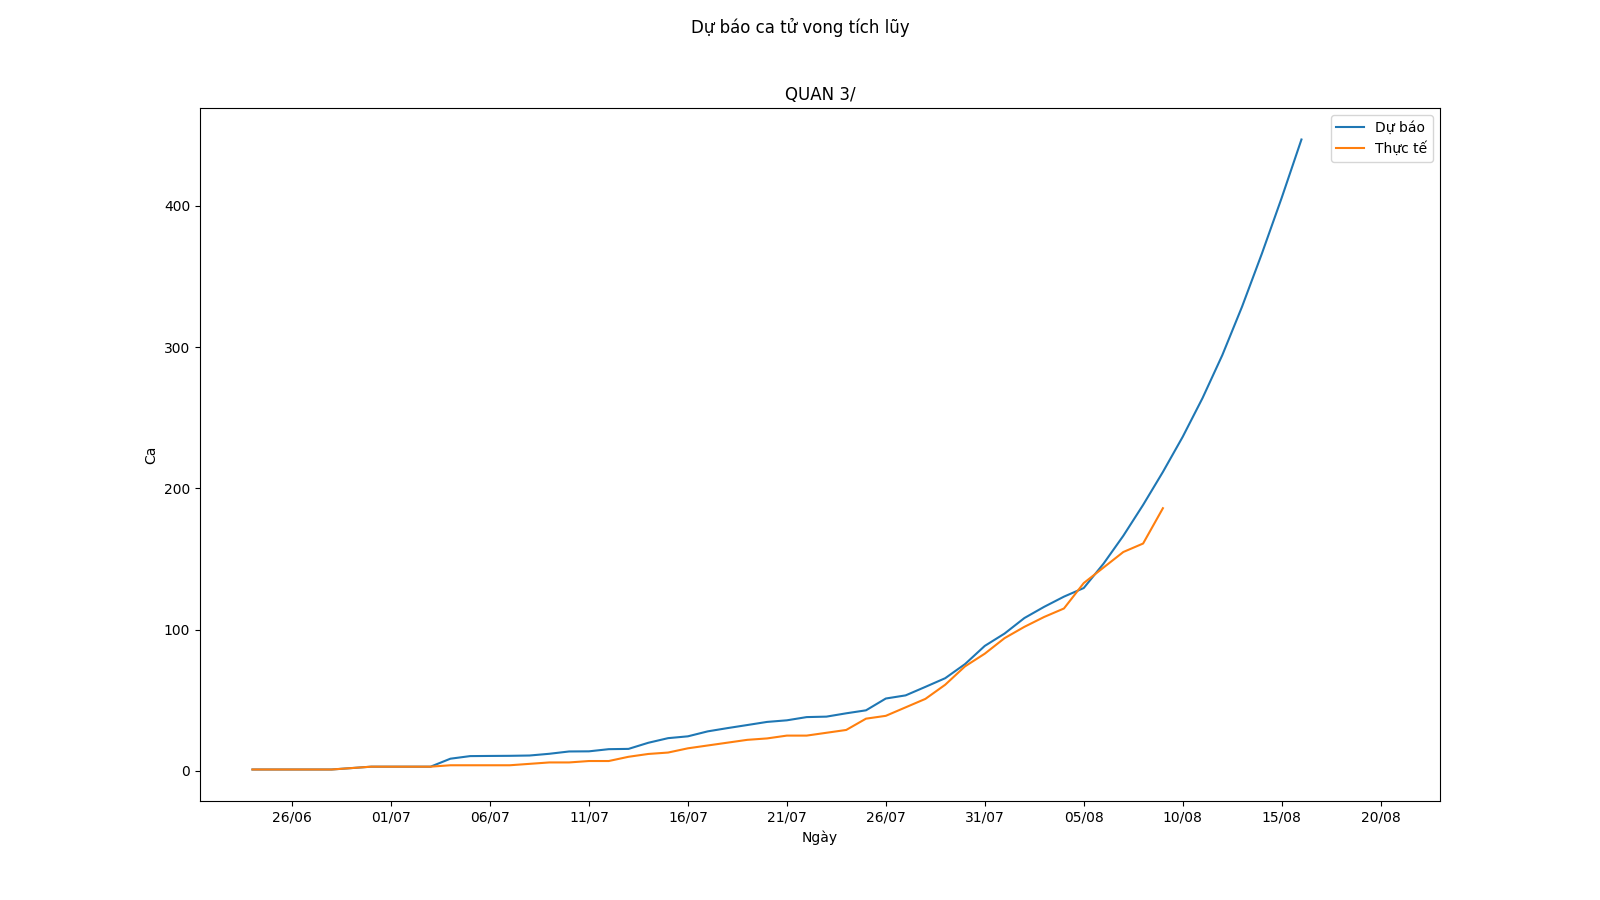 Dự báo ca tử vong tích lũy
QUAN 3/
Dự báo
Thực tế
400
300
200
100
0
Ca
26/06 01/07 06/07 11/07 16/07 21/07 26/07 31/07 05/08 10/08 15/08 20/08
Ngày